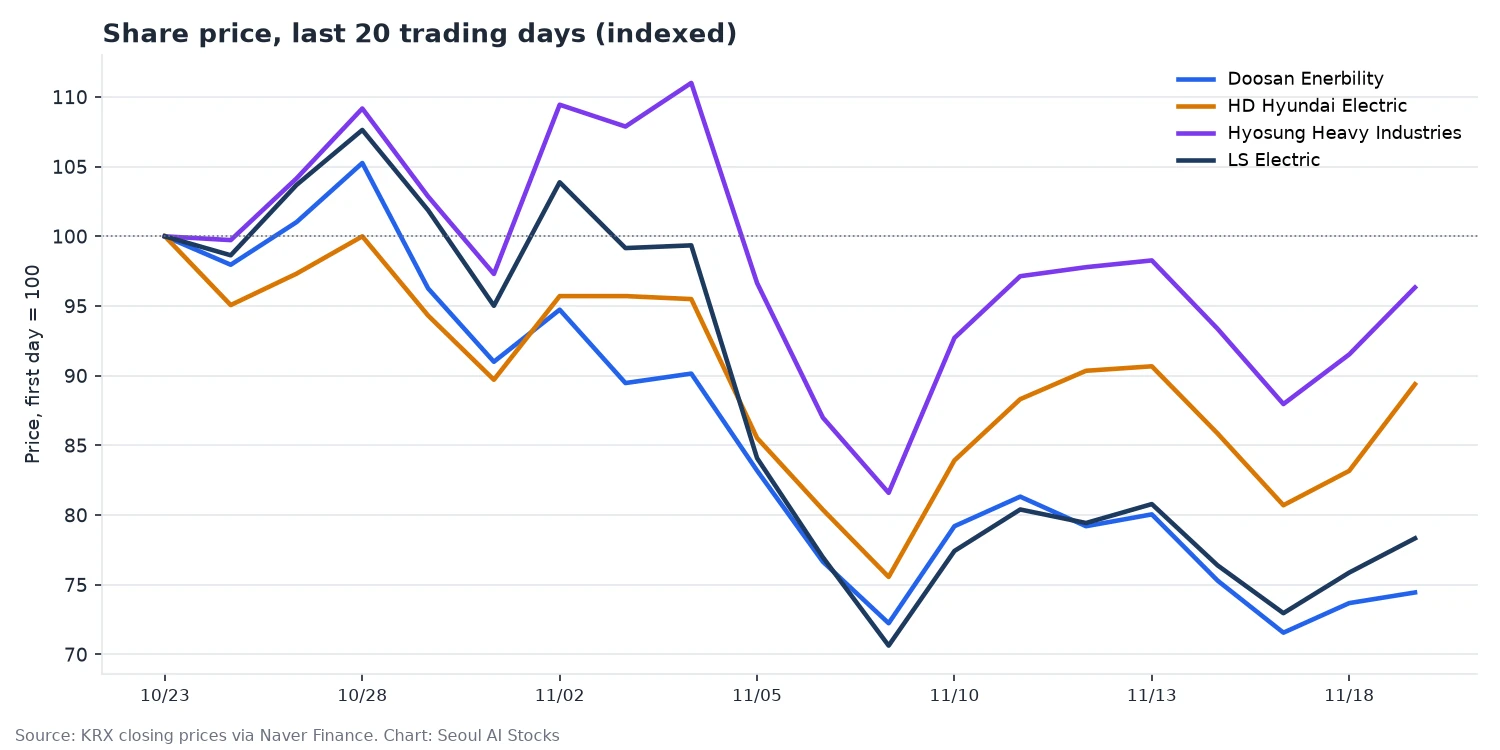 Share price, last 20 trading days (indexed)
Doosan Enerbility
HD Hyundai Electric
Hyosung Heavy Industries
LS Electric
Price, first day = 100
110
105
100
95
90
85
80
75
70
10/23
10/28
11/02
11/05
11/10
11/13
11/18
Source: KRX closing prices via Naver Finance. Chart: Seoul AI Stocks